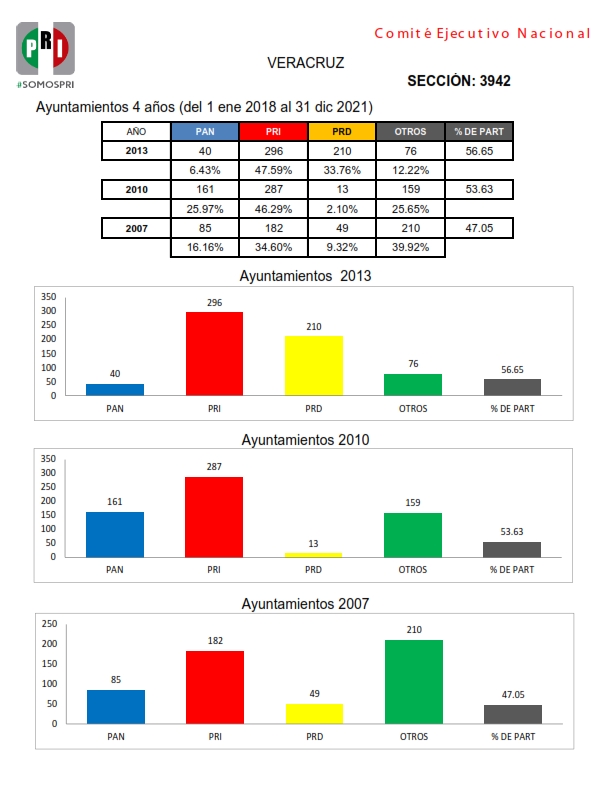 Comité Ejecutivo Nacional
PRI
#SOMOSPRI
VERACRUZ
SECCIÓN: 3942
Ayuntamientos 4 años (del 1 ene 2018 al 31 dic 2021)
AÑO PAN PRI PRD OTROS % DE PART
2013 40 296 210 76 56.65
6.43% 47.59% 33.76% 12.22%
2010 161 287 13 159 53.63
25.97% 46.29% 2.10% 25.65%
2007 85 182 49 210 47.05
16.16% 34.60% 9.32% 39.92%
Ayuntamientos 2013
350
300
250
200
150
100
50
0
40 296 210 76 56.65
PAN PRI PRD OTROS % DE PART
Ayuntamientos 2010
350
300
250
200
150
100
50
0
161 287 13 159 53.63
PAN PRI PRD OTROS % DE PART
Ayuntamientos 2007
250
200
150
100
50
0
85 182 49 210 47.05
PAN PRI PRD OTROS % DE PART